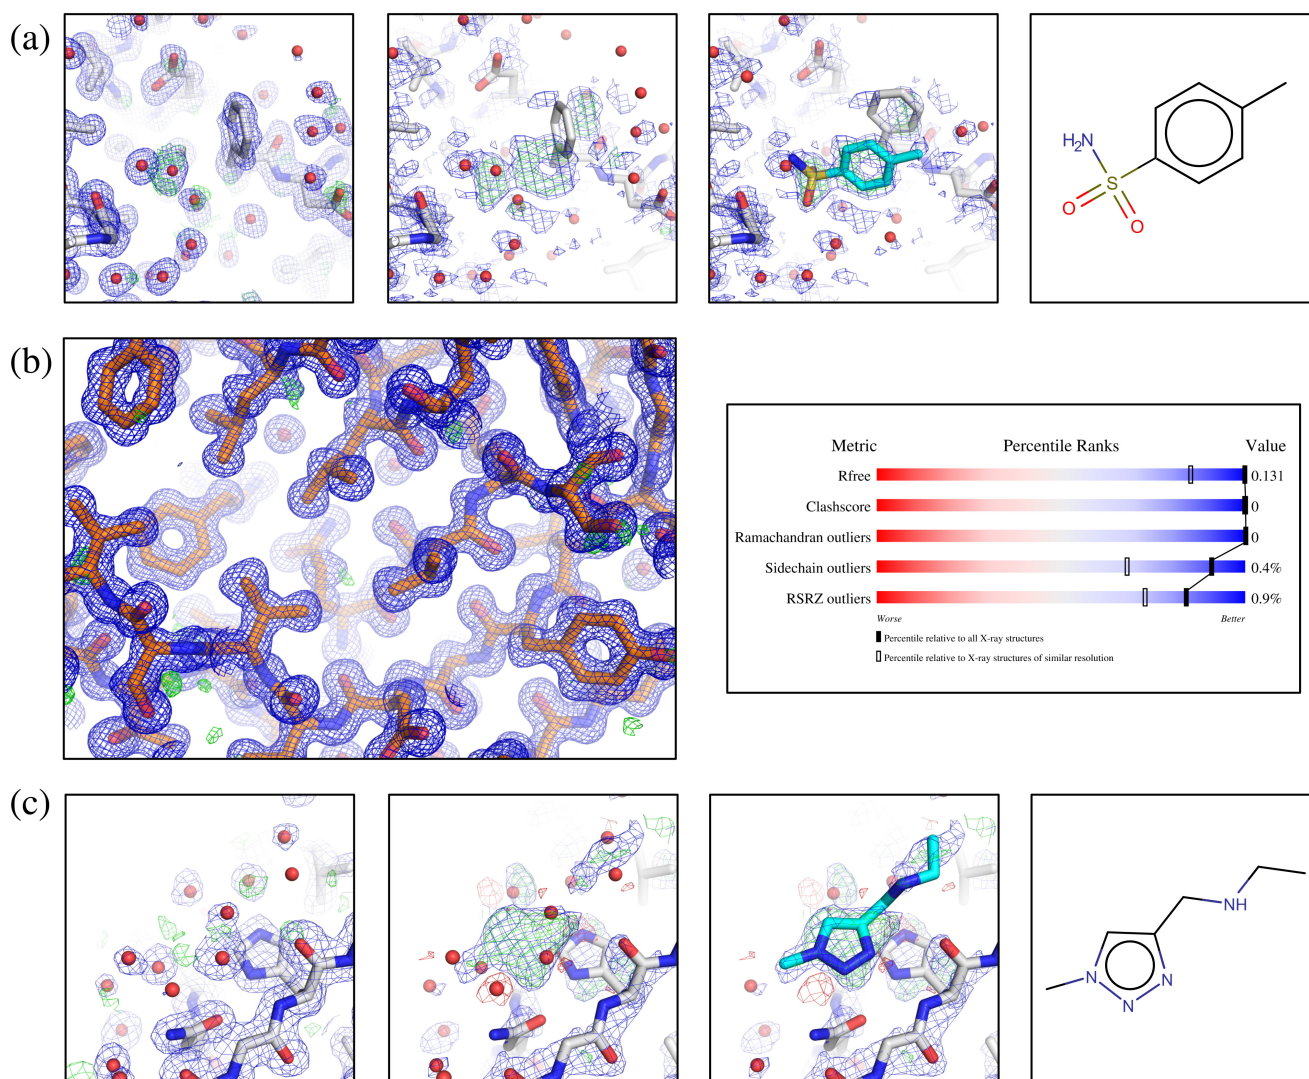 (a)
H₂N
S
O
O
(b)
Metric Percentile Ranks Value
Rfree 0.131
Clashscore 0
Ramachandran outliers 0
Sidechain outliers 0.4%
RSRZ outliers 0.9%
Worse Better
Percentile relative to all X-ray structures
Percentile relative to X-ray structures of similar resolution
(c)
NH
N
N
N